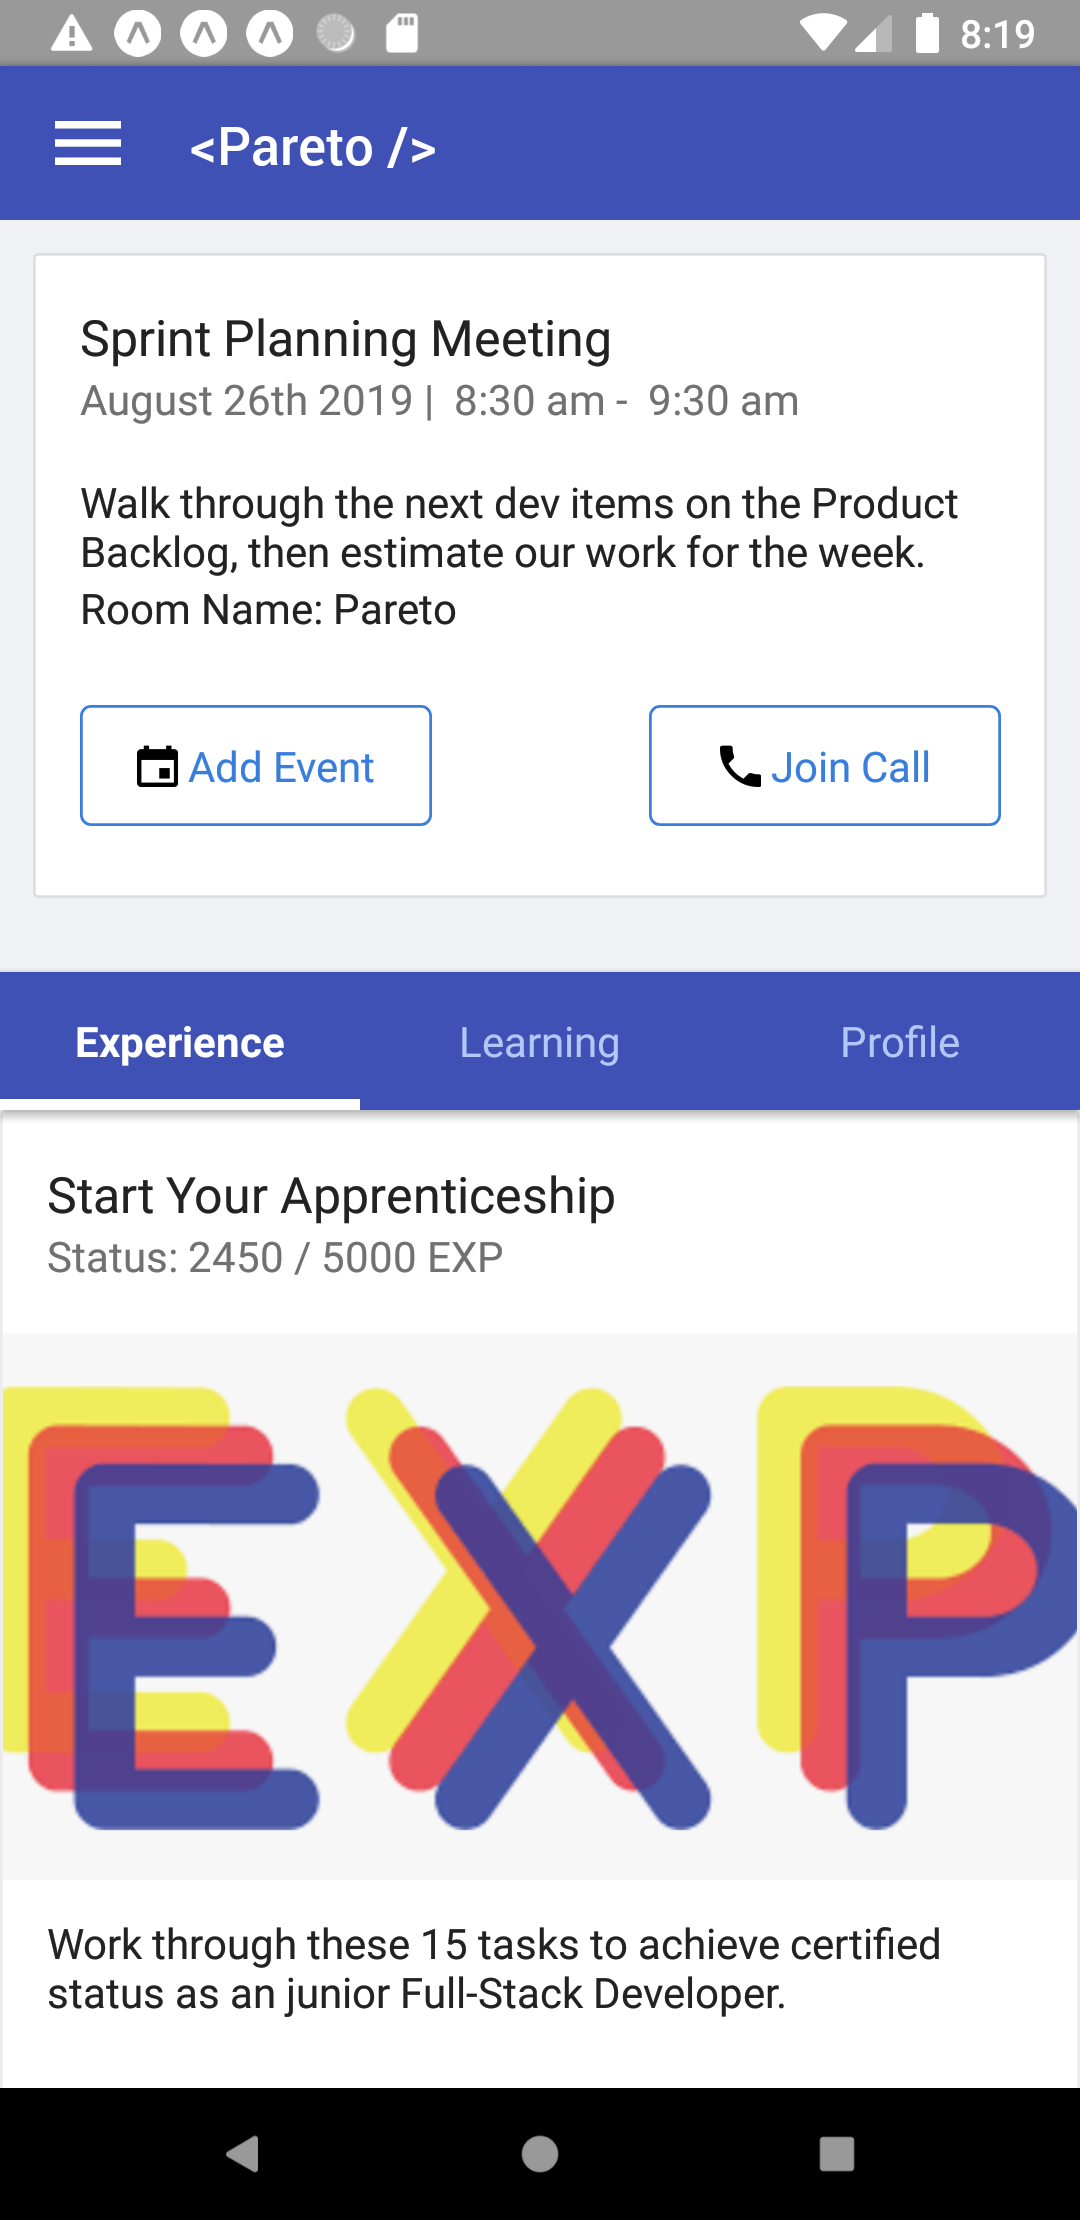 8:19
<Pareto />
Sprint Planning Meeting
August 26th 2019 | 8:30 am - 9:30 am
Walk through the next dev items on the Product
Backlog, then estimate our work for the week.
Room Name: Pareto
Add Event
Join Call
Experience
Learning
Profile
Start Your Apprenticeship
Status: 2450 / 5000 EXP
EXP
Work through these 15 tasks to achieve certified
status as an junior Full-Stack Developer.